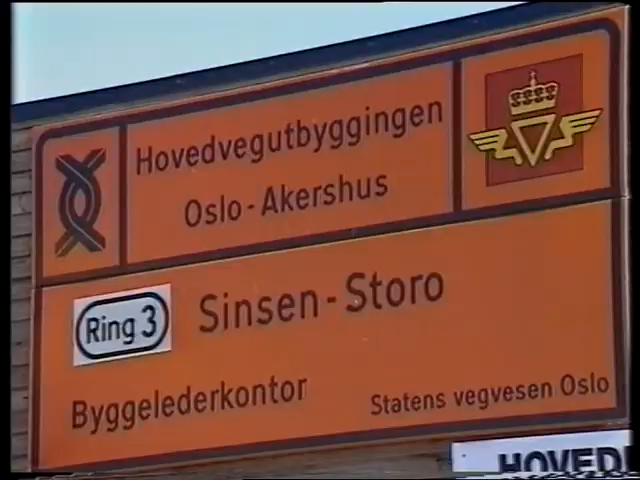 Hovedvegutbyggingen
Oslo - Akershus
Ring 3
Sinsen - Storo
Byggelederkontor
Statens vegvesen Oslo